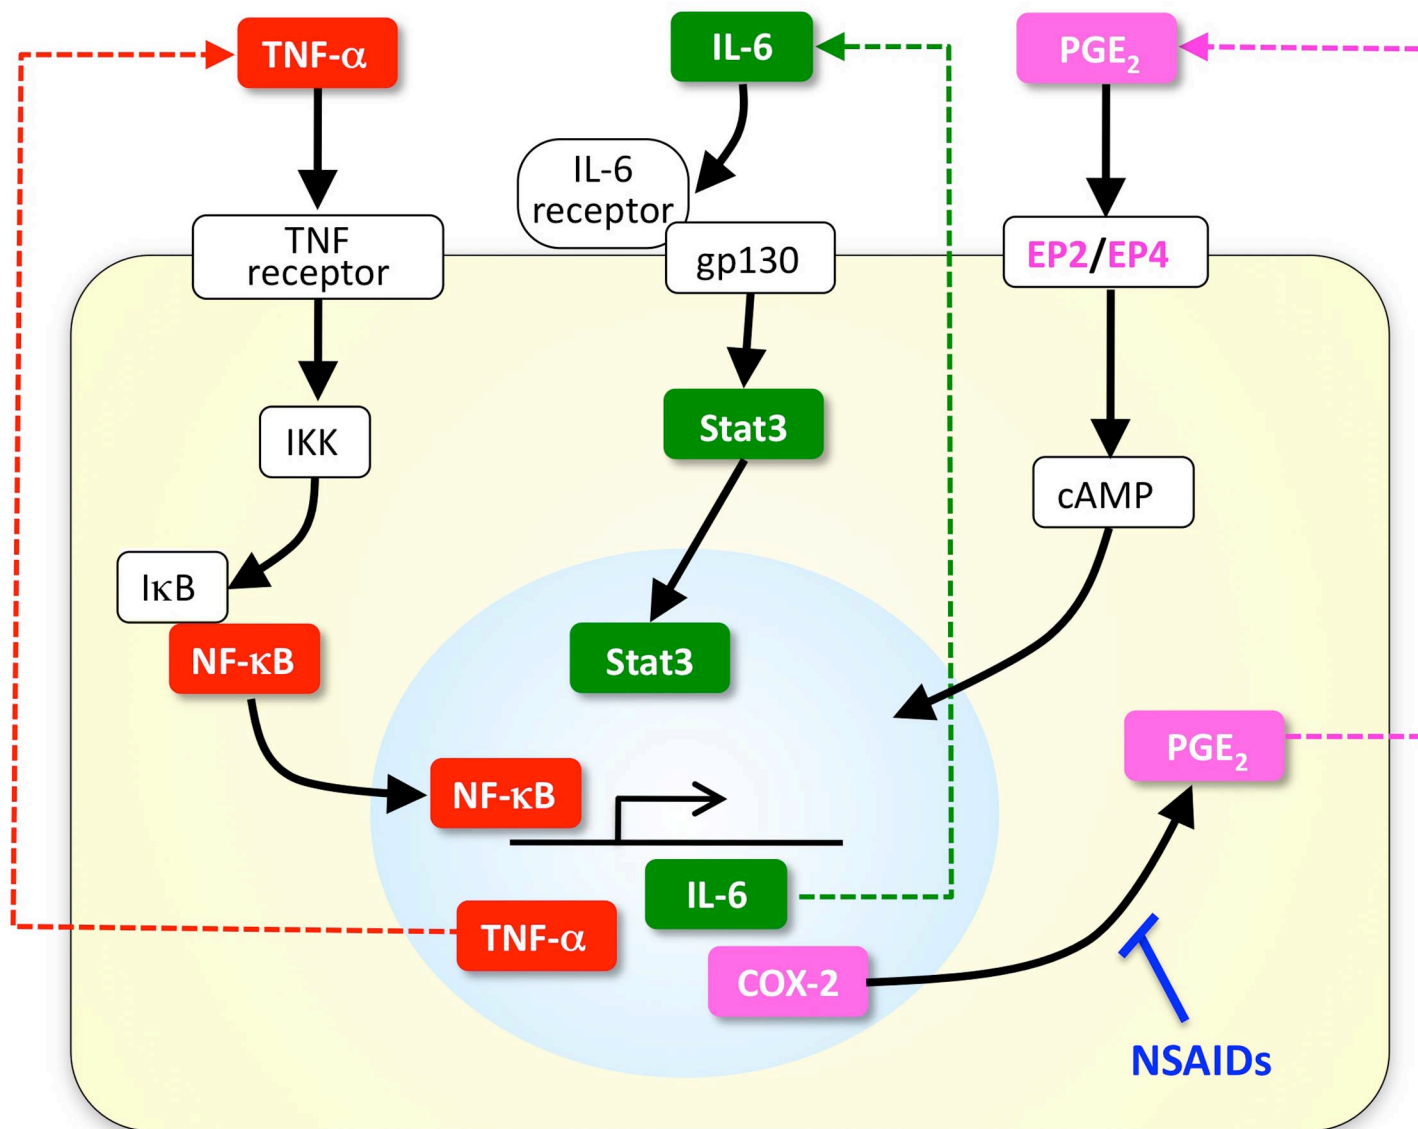 TNF-α
IL-6
PGE₂
IL-6
receptor
TNF
receptor
gp130
EP2/EP4
IKK
Stat3
cAMP
IκB
NF-κB
Stat3
NF-κB
PGE₂
IL-6
TNF-α
COX-2
NSAIDs